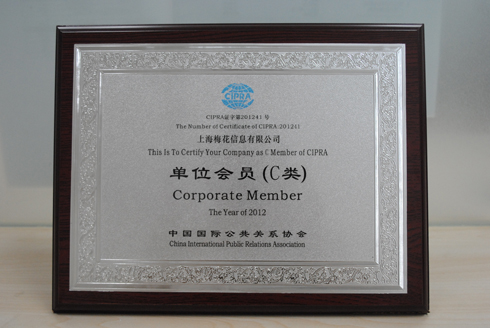 CIPRA
CIPRA证字第201241号
The Number of Certificate of CIPRA:201241
上海梅花信息有限公司
This Is To Certify Your Company as C Member of CIPRA
单位会员(C类)
Corporate Member
The Year of 2012
中国国际公共关系协会
China International Public Relations Association